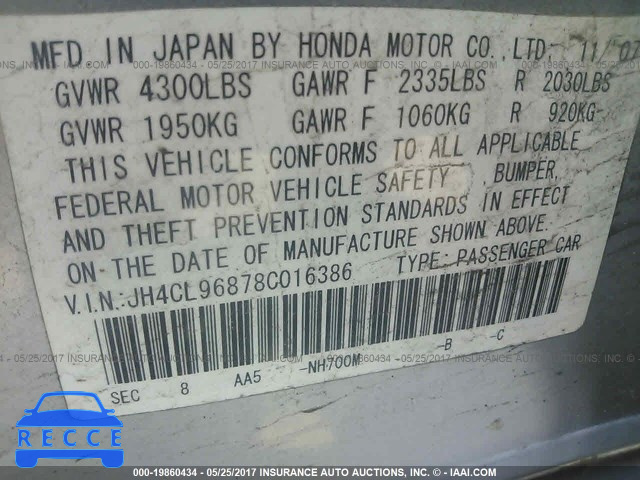 MFD IN JAPAN BY HONDA MOTOR CO.,LTD. 11/07
GVWR 4300LBS GAWR F 2335LBS R 2030LBS
GVWR 1950KG GAWR F 1060KG R 920KG
THIS VEHICLE CONFORMS TO ALL APPLICABLE
FEDERAL MOTOR VEHICLE SAFETY, BUMPER,
AND THEFT PREVENTION STANDARDS IN EFFECT
ON THE DATE OF MANUFACTURE SHOWN ABOVE.
V.I.N.:JH4CL96878C016386 TYPE: PASSENGER CAR
SEC 8 AA5 -NH700M -B -C
RECCE
000-19860434 - 05/25/2017 INSURANCE AUTO AUCTIONS, INC. - © - IAAI.COM